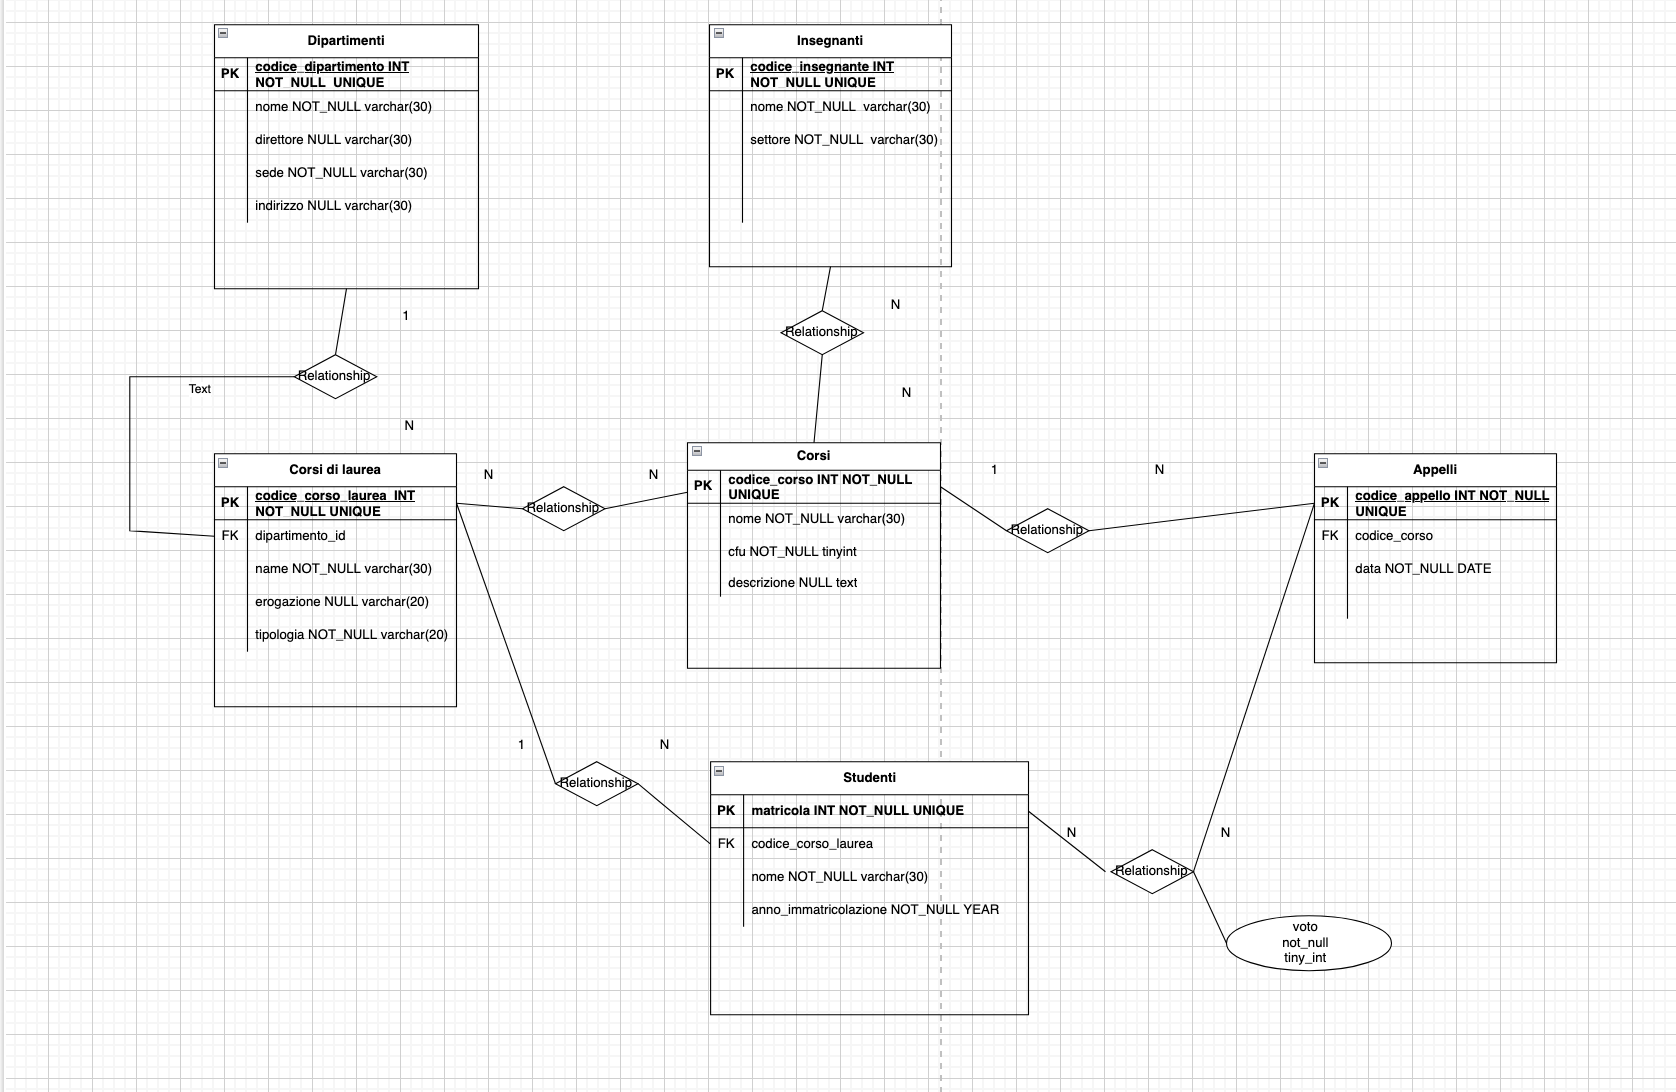 Dipartimenti
PK
codice_dipartimento INT
NOT_NULL UNIQUE
nome NOT_NULL varchar(30)
direttore NULL varchar(30)
sede NOT_NULL varchar(30)
indirizzo NULL varchar(30)
Insegnanti
PK
codice_insegnante INT
NOT_NULL UNIQUE
nome NOT_NULL varchar(30)
settore NOT_NULL varchar(30)
1
Relationship
Text
N
N
Relationship
N
Corsi di laurea
PK
codice_corso_laurea INT
NOT_NULL UNIQUE
FK
dipartimento_id
name NOT_NULL varchar(30)
erogazione NULL varchar(20)
tipologia NOT_NULL varchar(20)
N
Relationship
N
Corsi
PK
codice_corso INT NOT_NULL
UNIQUE
nome NOT_NULL varchar(30)
cfu NOT_NULL tinyint
descrizione NULL text
1
Relationship
N
Appelli
PK
codice_appello INT NOT_NULL
UNIQUE
FK
codice_corso
data NOT_NULL DATE
1
Relationship
N
Studenti
PK
matricola INT NOT_NULL UNIQUE
FK
codice_corso_laurea
nome NOT_NULL varchar(30)
anno_immatricolazione NOT_NULL YEAR
N
Relationship
N
voto
not_null
tiny_int